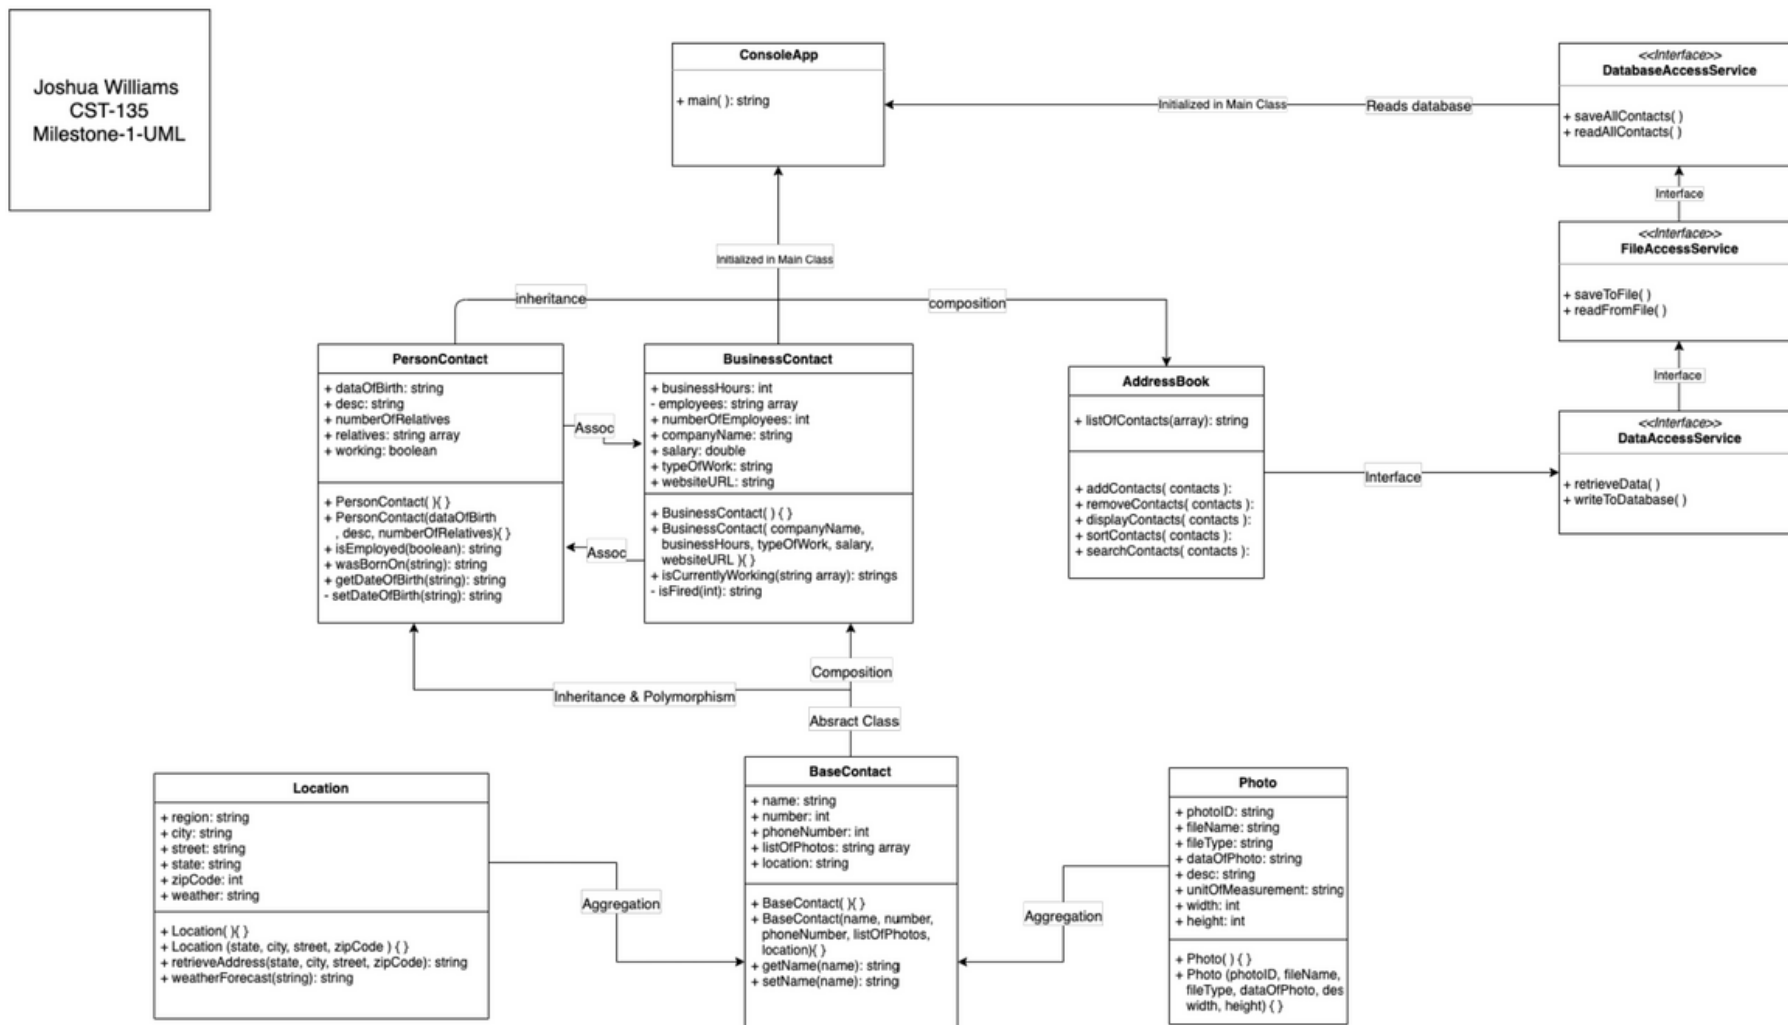 Joshua Williams
CST-135
Milestone-1-UML
ConsoleApp
+ main( ): string
Initialized in Main Class
Reads database
<<Interface>>
DatabaseAccessService
+ saveAllContacts( )
+ readAllContacts( )
Interface
<<Interface>>
FileAccessService
+ saveToFile( )
+ readFromFile( )
Interface
<<Interface>>
DataAccessService
+ retrieveData( )
+ writeToDatabase( )
Initialized in Main Class
inheritance
composition
PersonContact
+ dataOfBirth: string
+ desc: string
+ numberOfRelatives
+ relatives: string array
+ working: boolean
+ PersonContact( ){ }
+ PersonContact(dataOfBirth
, desc, numberOfRelatives){ }
+ isEmployed(boolean): string
+ wasBornOn(string): string
+ getDateOfBirth(string): string
- setDateOfBirth(string): string
Assoc
Assoc
BusinessContact
+ businessHours: int
- employees: string array
+ numberOfEmployees: int
+ companyName: string
+ salary: double
+ typeOfWork: string
+ websiteURL: string
+ BusinessContact( ) { }
+ BusinessContact( companyName,
businessHours, typeOfWork, salary,
websiteURL ){ }
+ isCurrentlyWorking(string array): strings
- isFired(int): string
AddressBook
+ listOfContacts(array): string
+ addContacts( contacts ):
+ removeContacts( contacts ):
+ displayContacts( contacts ):
+ sortContacts( contacts ):
+ searchContacts( contacts ):
Interface
Composition
Inheritance & Polymorphism
Absract Class
Location
+ region: string
+ city: string
+ street: string
+ state: string
+ zipCode: int
+ weather: string
+ Location( ){ }
+ Location (state, city, street, zipCode ) { }
+ retrieveAddress(state, city, street, zipCode): string
+ weatherForecast(string): string
Aggregation
BaseContact
+ name: string
+ number: int
+ phoneNumber: int
+ listOfPhotos: string array
+ location: string
+ BaseContact( ){ }
+ BaseContact(name, number,
phoneNumber, listOfPhotos,
location){ }
+ getName(name): string
+ setName(name): string
Aggregation
Photo
+ photoID: string
+ fileName: string
+ fileType: string
+ dataOfPhoto: string
+ desc: string
+ unitOfMeasurement: string
+ width: int
+ height: int
+ Photo( ) { }
+ Photo (photoID, fileName,
fileType, dataOfPhoto, des
width, height) { }